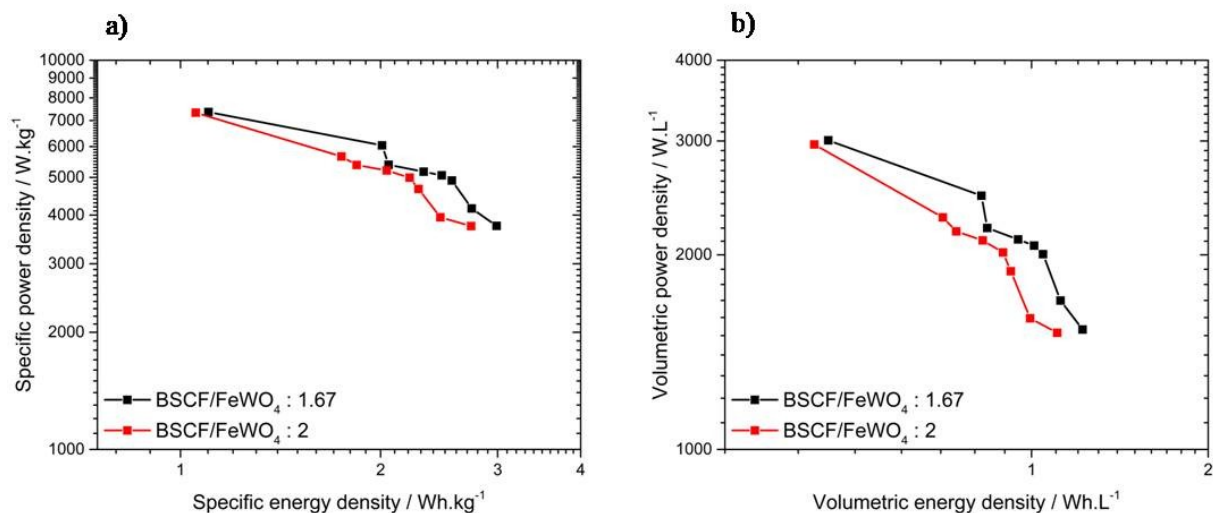 a)
10000
9000
8000
7000
6000
5000
4000
3000
2000
1000
Specific power density / W.kg⁻¹
BSCF/FeWO₄ : 1.67
BSCF/FeWO₄ : 2
1
2
3
4
Specific energy density / Wh.kg⁻¹
b)
4000
3000
2000
1000
Volumetric power density / W.L⁻¹
BSCF/FeWO₄ : 1.67
BSCF/FeWO₄ : 2
1
2
Volumetric energy density / Wh.L⁻¹